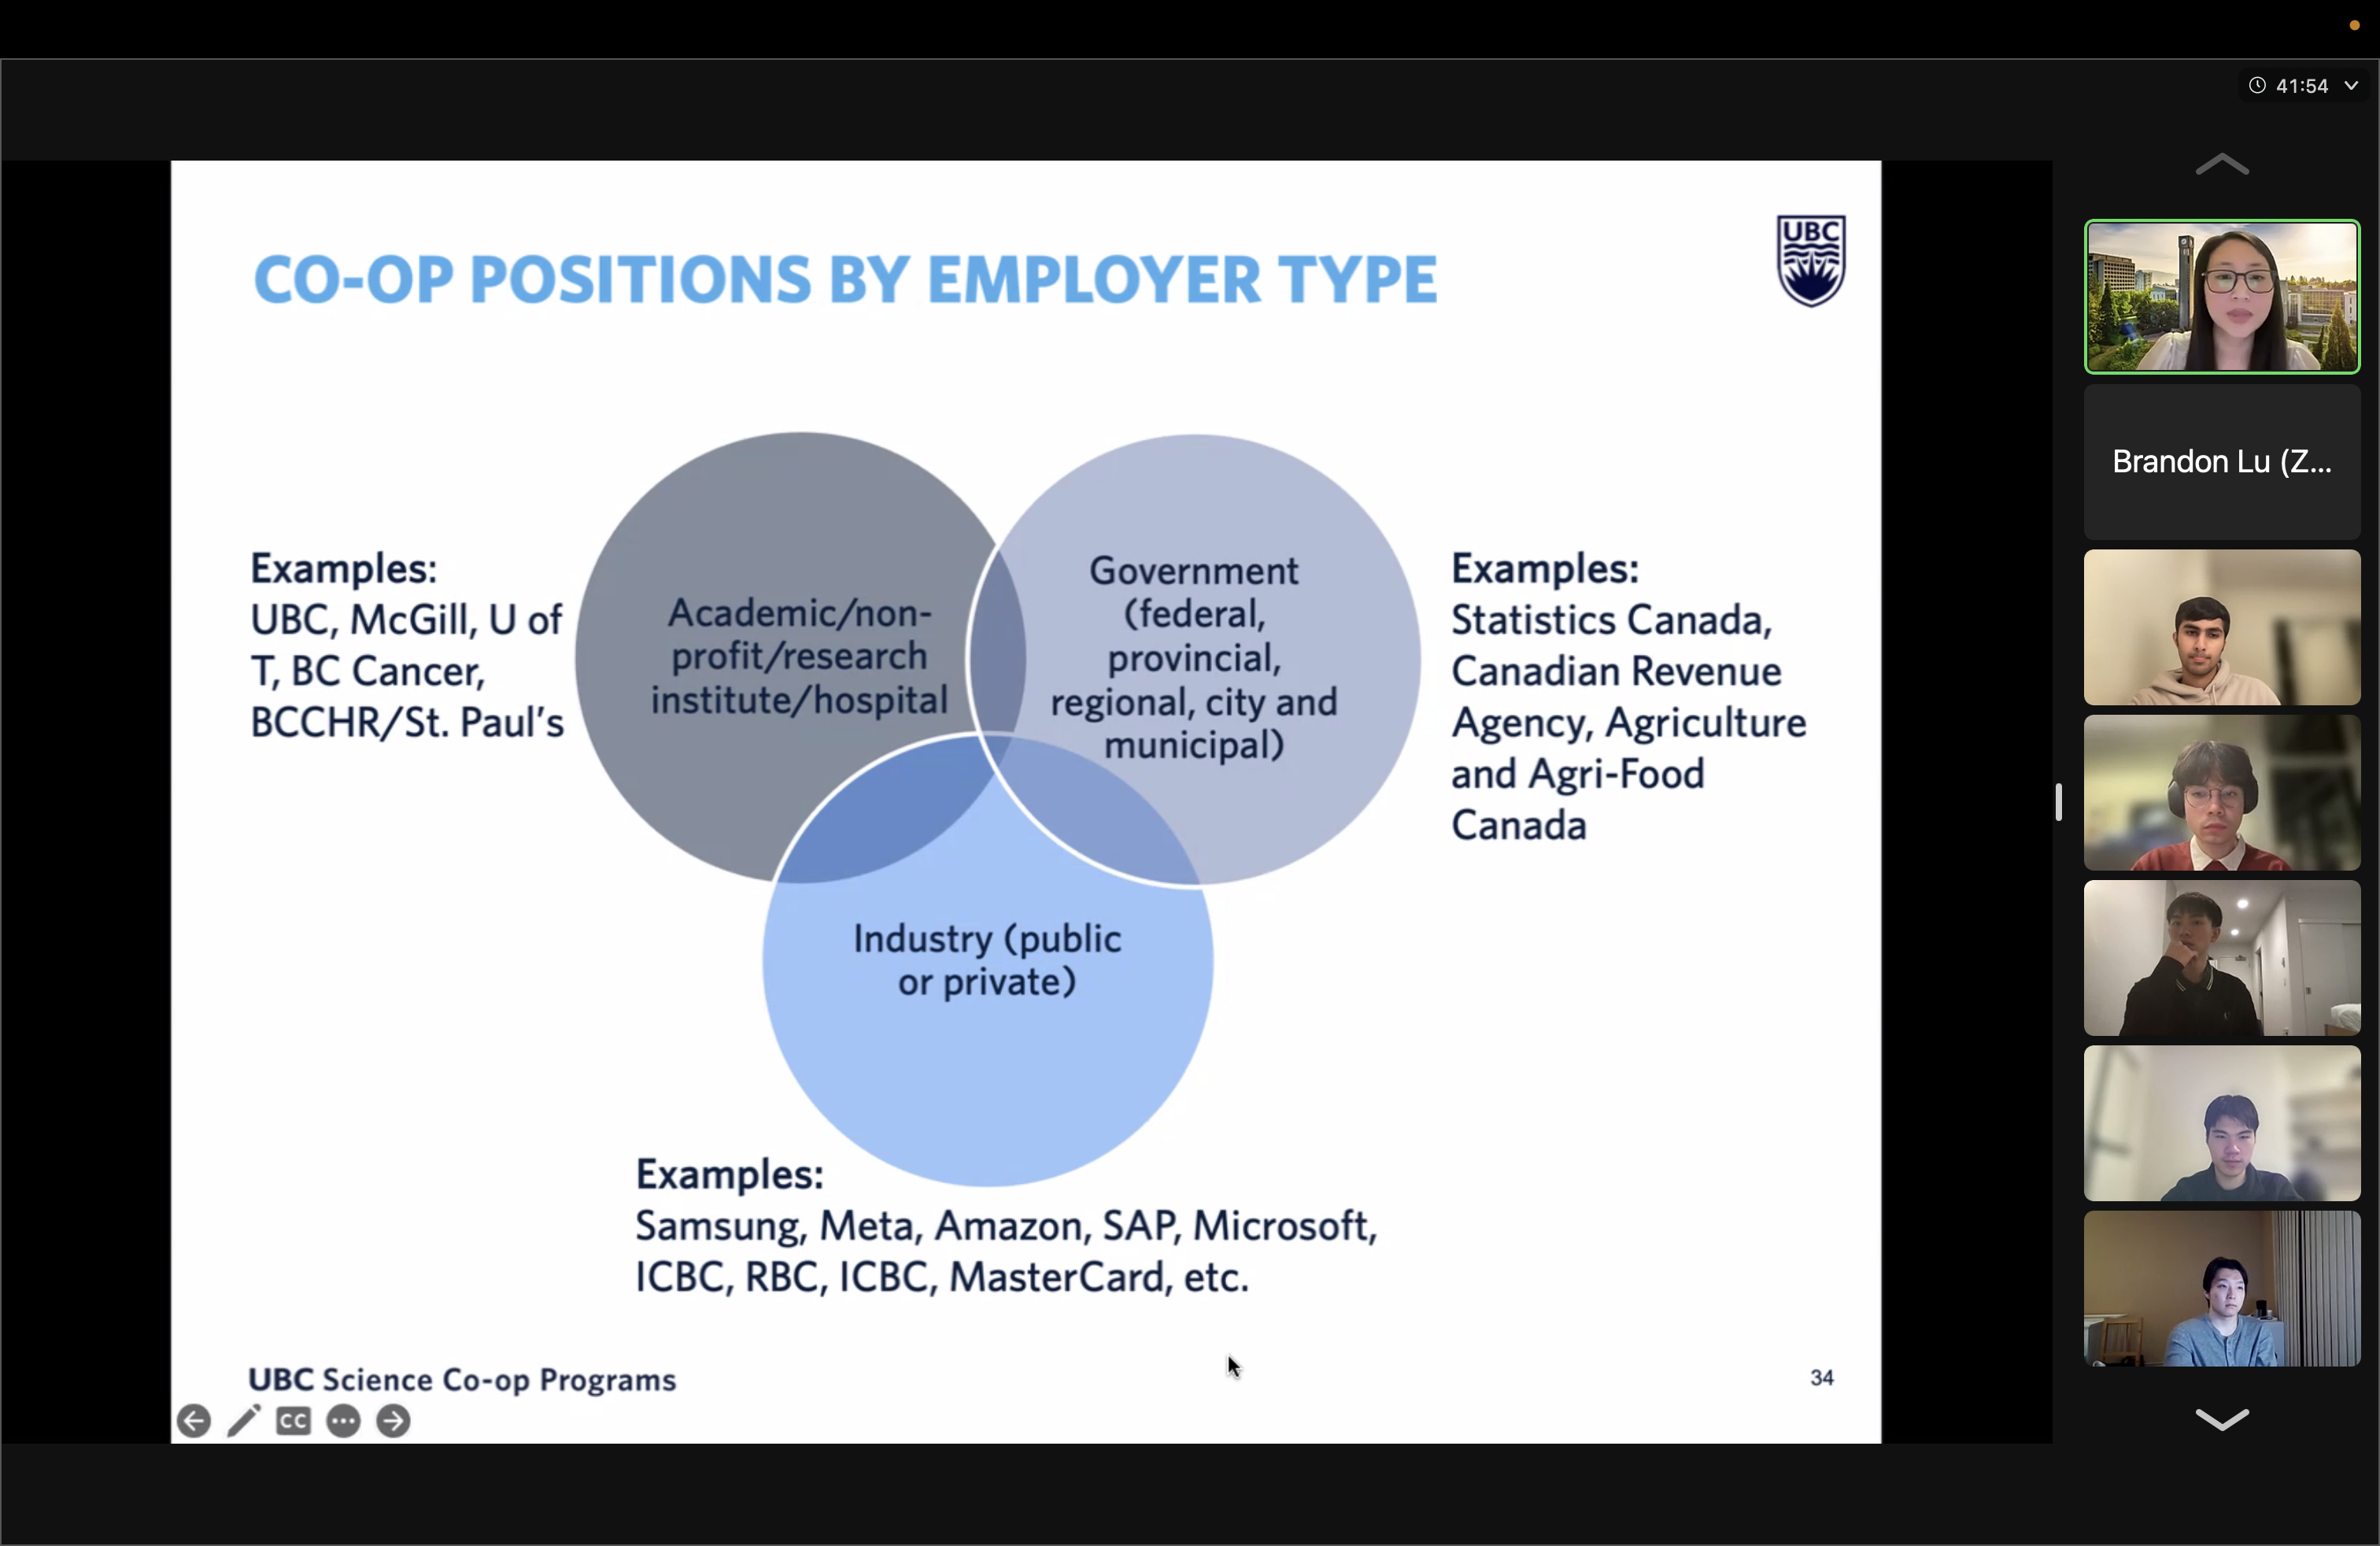 41:54
CO-OP POSITIONS BY EMPLOYER TYPE
UBC
Examples:
UBC, McGill, U of
T, BC Cancer,
BCCHR/St. Paul's
Academic/non-
profit/research
institute/hospital
Government
(federal,
provincial,
regional, city and
municipal)
Examples:
Statistics Canada,
Canadian Revenue
Agency, Agriculture
and Agri-Food
Canada
Industry (public
or private)
Examples:
Samsung, Meta, Amazon, SAP, Microsoft,
ICBC, RBC, ICBC, MasterCard, etc.
UBC Science Co-op Programs
34
CC
Brandon Lu (Z...